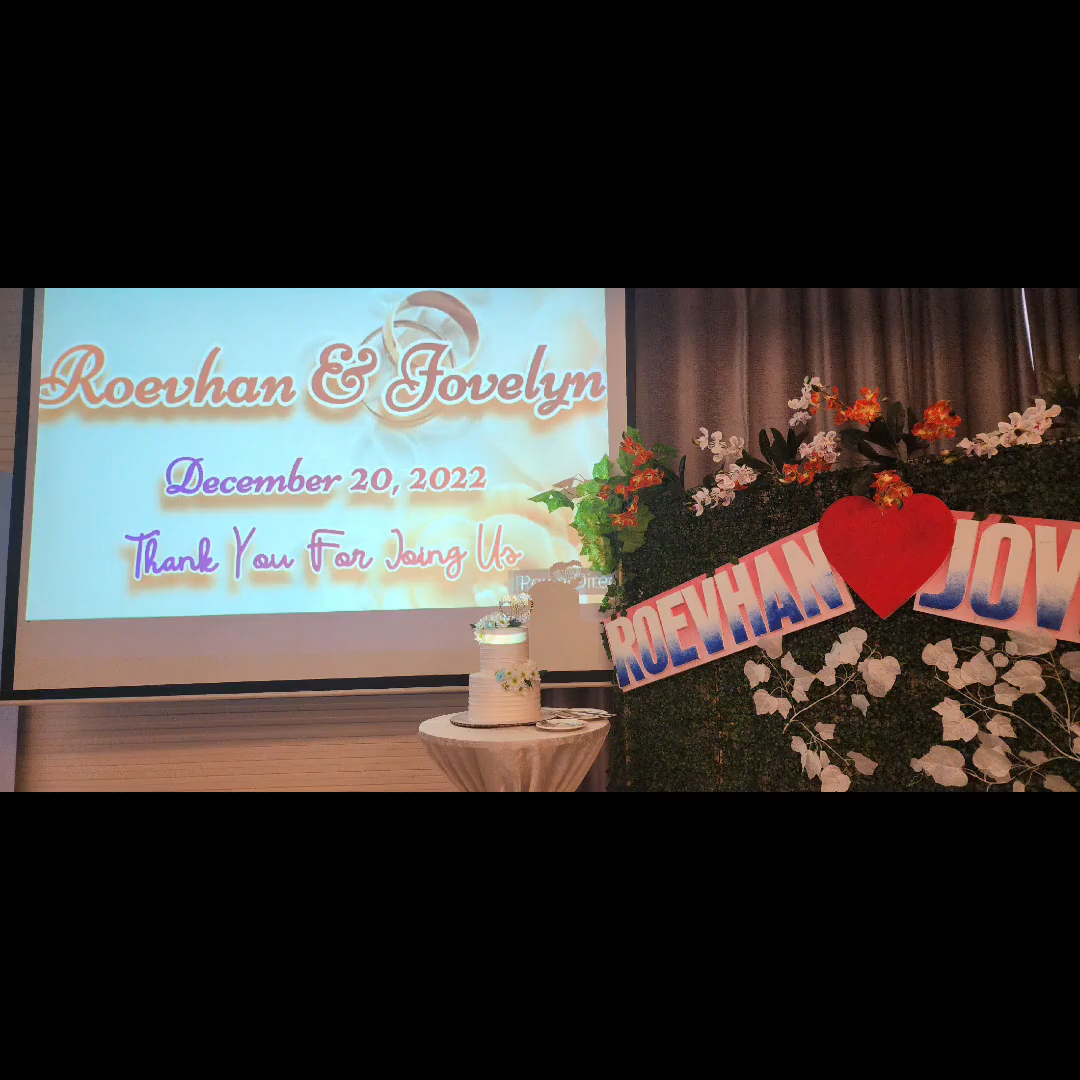 Roevhan & Jovelyn
December 20, 2022
Thank You For Joing Us
ROEVHAN
JOV